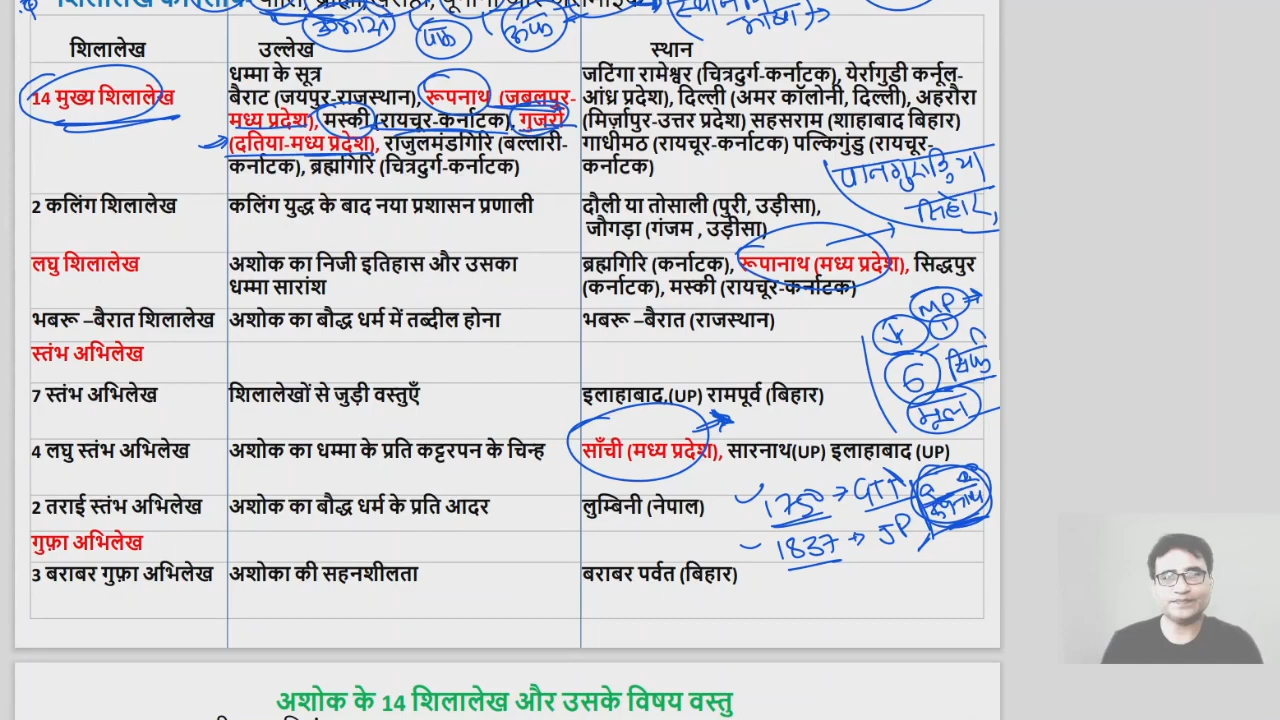 शिलालेख उल्लेख स्थान
14 मुख्य शिलालेख
धम्मा के सूत्र
बैराट (जयपुर-राजस्थान), रूपनाथ (जबलपुर-
मध्य प्रदेश), मस्की (रायचूर-कर्नाटक), गुजरी
(दतिया-मध्य प्रदेश), राजुलमंडगिरि (बल्लारी-
कर्नाटक), ब्रह्मगिरि (चित्रदुर्ग-कर्नाटक)
जटिंगा रामेश्वर (चित्रदुर्ग-कर्नाटक), येर्रागुडी कर्नूल-
आंध्र प्रदेश), दिल्ली (अमर कॉलोनी, दिल्ली), अहरौरा
(मिर्ज़ापुर-उत्तर प्रदेश) सहसराम (शाहाबाद बिहार)
गाधीमठ (रायचूर-कर्नाटक) पल्किगुंडु (रायचूर-
कर्नाटक)
पानगुराड़िया
सिहोर,
2 कलिंग शिलालेख
कलिंग युद्ध के बाद नया प्रशासन प्रणाली
दौली या तोसाली (पुरी, उड़ीसा),
जौगड़ा (गंजम , उड़ीसा)
लघु शिलालेख
अशोक का निजी इतिहास और उसका
धम्मा सारांश
ब्रह्मगिरि (कर्नाटक), रूपानाथ (मध्य प्रदेश), सिद्धपुर
(कर्नाटक), मस्की (रायचूर-कर्नाटक)
MP
भबरू –बैरात शिलालेख
अशोक का बौद्ध धर्म में तब्दील होना
भबरू –बैरात (राजस्थान)
स्तंभ अभिलेख
6
मूल
7 स्तंभ अभिलेख
शिलालेखों से जुड़ी वस्तुएँ
इलाहाबाद,(UP) रामपूर्व (बिहार)
4 लघु स्तंभ अभिलेख
अशोक का धम्मा के प्रति कट्टरपन के चिन्ह
साँची (मध्य प्रदेश), सारनाथ(UP) इलाहाबाद (UP)
2 तराई स्तंभ अभिलेख
अशोक का बौद्ध धर्म के प्रति आदर
लुम्बिनी (नेपाल)
1750
गुफ़ा अभिलेख
1837 → JP
3 बराबर गुफ़ा अभिलेख
अशोका की सहनशीलता
बराबर पर्वत (बिहार)
अशोक के 14 शिलालेख और उसके विषय वस्तु